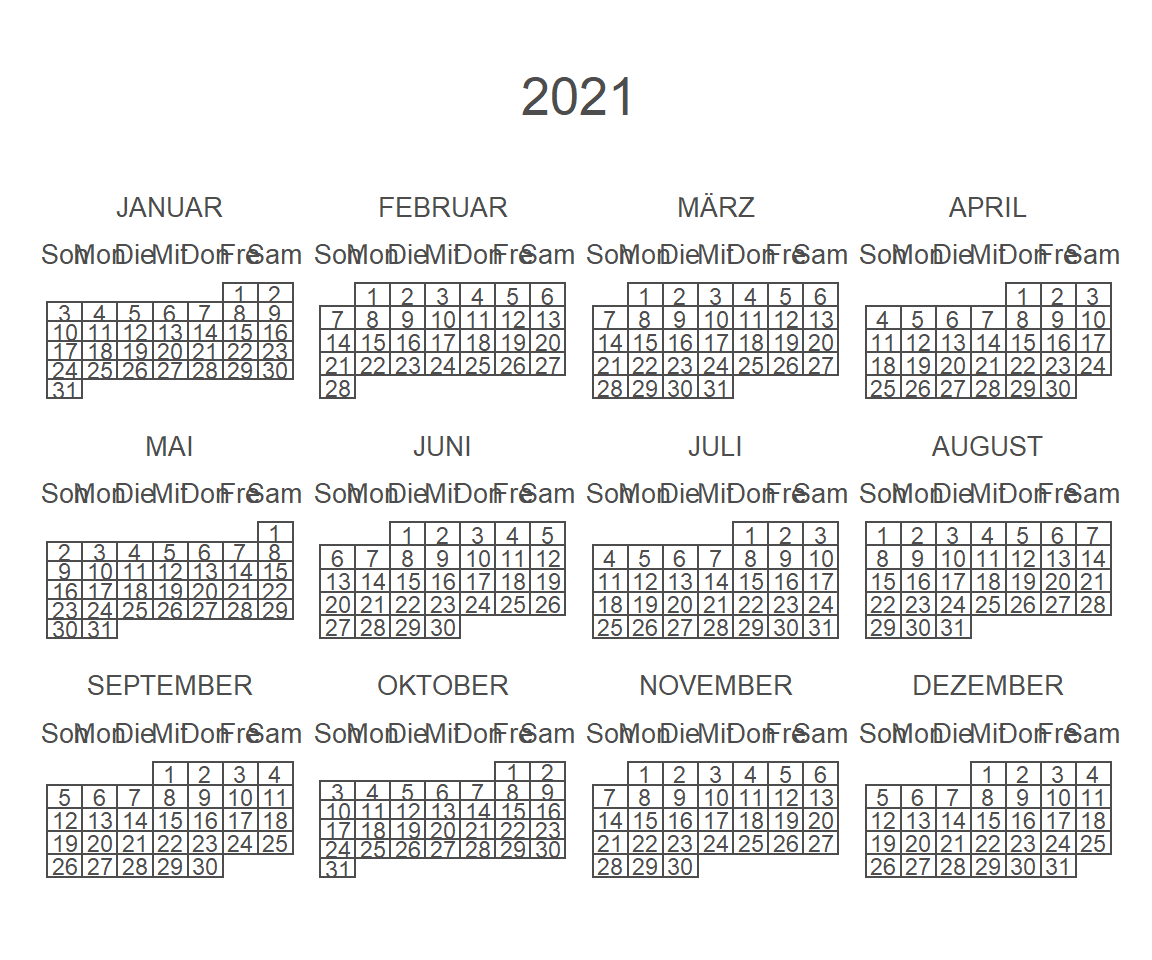 2021
JANUAR
Son Mon Die Mit Don Fre Sam
1 2
3 4 5 6 7 8 9
10 11 12 13 14 15 16
17 18 19 20 21 22 23
24 25 26 27 28 29 30
31
FEBRUAR
Son Mon Die Mit Don Fre Sam
1 2 3 4 5 6
7 8 9 10 11 12 13
14 15 16 17 18 19 20
21 22 23 24 25 26 27
28
MÄRZ
Son Mon Die Mit Don Fre Sam
1 2 3 4 5 6
7 8 9 10 11 12 13
14 15 16 17 18 19 20
21 22 23 24 25 26 27
28 29 30 31
APRIL
Son Mon Die Mit Don Fre Sam
1 2 3
4 5 6 7 8 9 10
11 12 13 14 15 16 17
18 19 20 21 22 23 24
25 26 27 28 29 30
MAI
Son Mon Die Mit Don Fre Sam
1
2 3 4 5 6 7 8
9 10 11 12 13 14 15
16 17 18 19 20 21 22
23 24 25 26 27 28 29
30 31
JUNI
Son Mon Die Mit Don Fre Sam
1 2 3 4 5
6 7 8 9 10 11 12
13 14 15 16 17 18 19
20 21 22 23 24 25 26
27 28 29 30
JULI
Son Mon Die Mit Don Fre Sam
1 2 3
4 5 6 7 8 9 10
11 12 13 14 15 16 17
18 19 20 21 22 23 24
25 26 27 28 29 30 31
AUGUST
Son Mon Die Mit Don Fre Sam
1 2 3 4 5 6 7
8 9 10 11 12 13 14
15 16 17 18 19 20 21
22 23 24 25 26 27 28
29 30 31
SEPTEMBER
Son Mon Die Mit Don Fre Sam
1 2 3 4
5 6 7 8 9 10 11
12 13 14 15 16 17 18
19 20 21 22 23 24 25
26 27 28 29 30
OKTOBER
Son Mon Die Mit Don Fre Sam
1 2
3 4 5 6 7 8 9
10 11 12 13 14 15 16
17 18 19 20 21 22 23
24 25 26 27 28 29 30
31
NOVEMBER
Son Mon Die Mit Don Fre Sam
1 2 3 4 5 6
7 8 9 10 11 12 13
14 15 16 17 18 19 20
21 22 23 24 25 26 27
28 29 30
DEZEMBER
Son Mon Die Mit Don Fre Sam
1 2 3 4
5 6 7 8 9 10 11
12 13 14 15 16 17 18
19 20 21 22 23 24 25
26 27 28 29 30 31